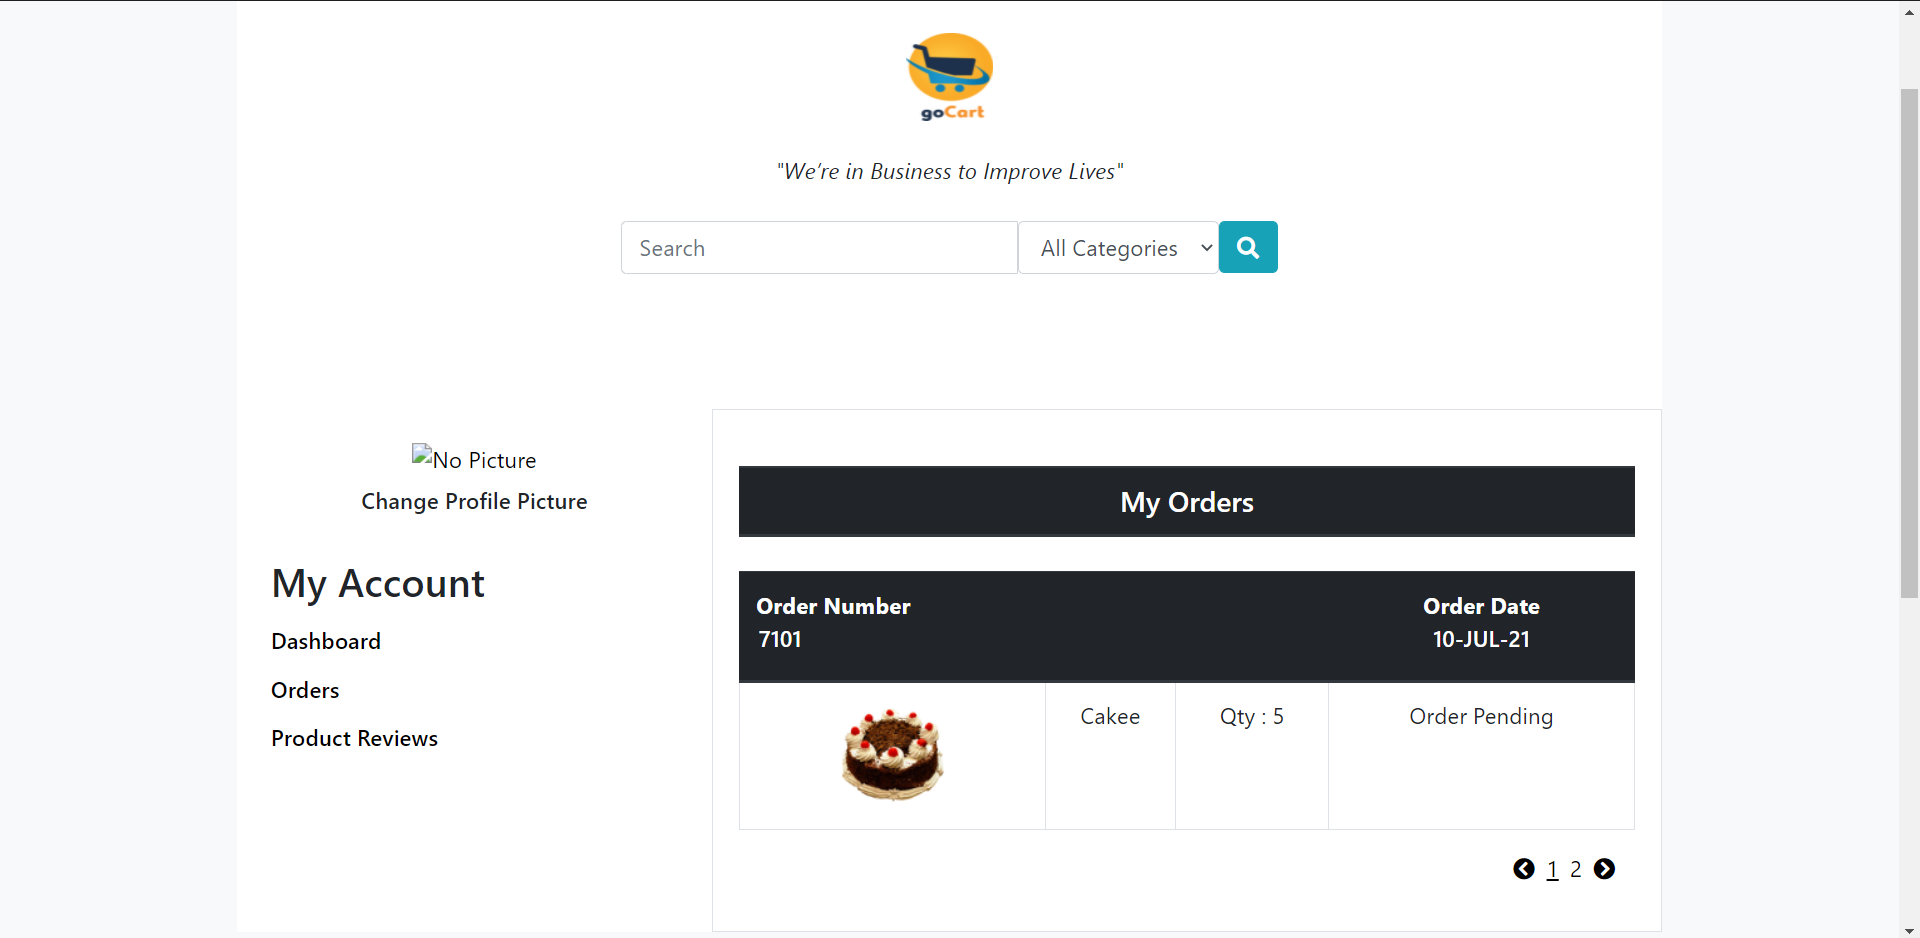 goCart
"We’re in Business to Improve Lives"
Search
All Categories
No Picture
Change Profile Picture
My Account
Dashboard
Orders
Product Reviews
My Orders
Order Number
7101
Order Date
10-JUL-21
Cakee
Qty : 5
Order Pending
1 2